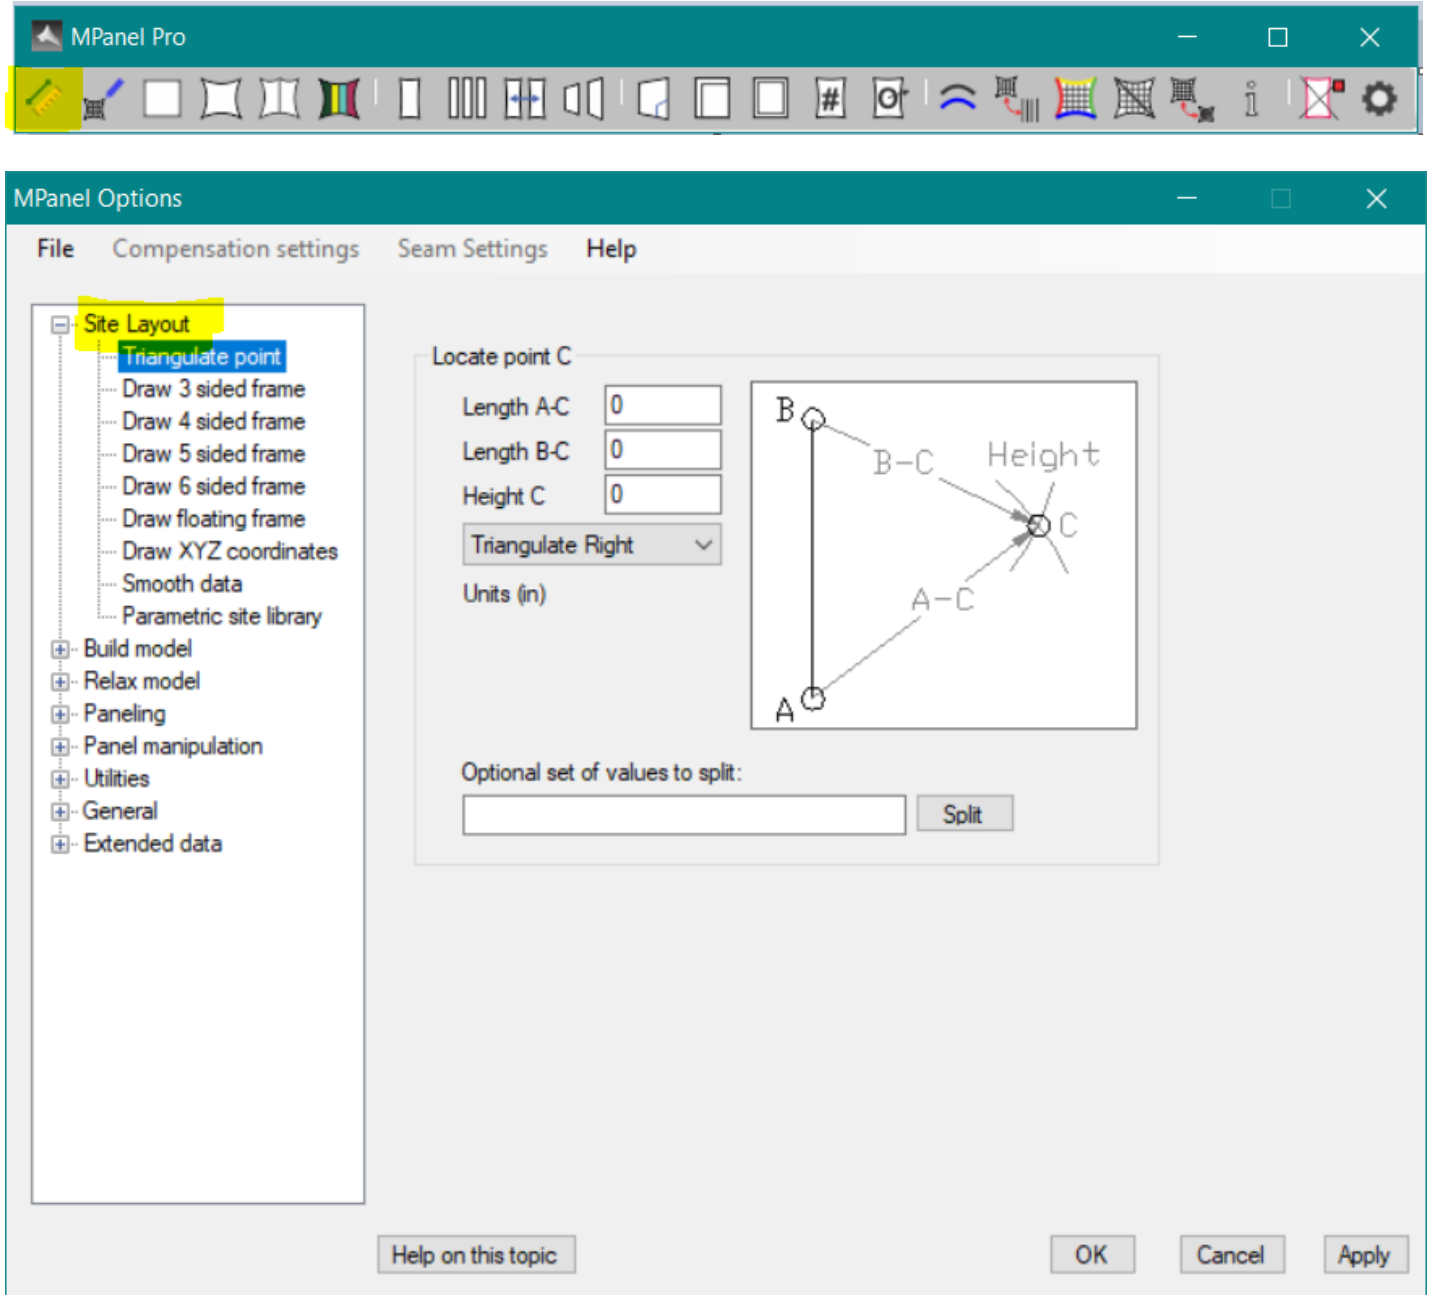 MPanel Pro
#
i
MPanel Options
File Compensation settings Seam Settings Help
Site Layout
Triangulate point
Draw 3 sided frame
Draw 4 sided frame
Draw 5 sided frame
Draw 6 sided frame
Draw floating frame
Draw XYZ coordinates
Smooth data
Parametric site library
Build model
Relax model
Paneling
Panel manipulation
Utilities
General
Extended data
Locate point C
Length A-C 0
Length B-C 0
Height C 0
Triangulate Right
Units (in)
B
B-C
Height
C
A-C
A
Optional set of values to split:
Split
Help on this topic
OK Cancel Apply